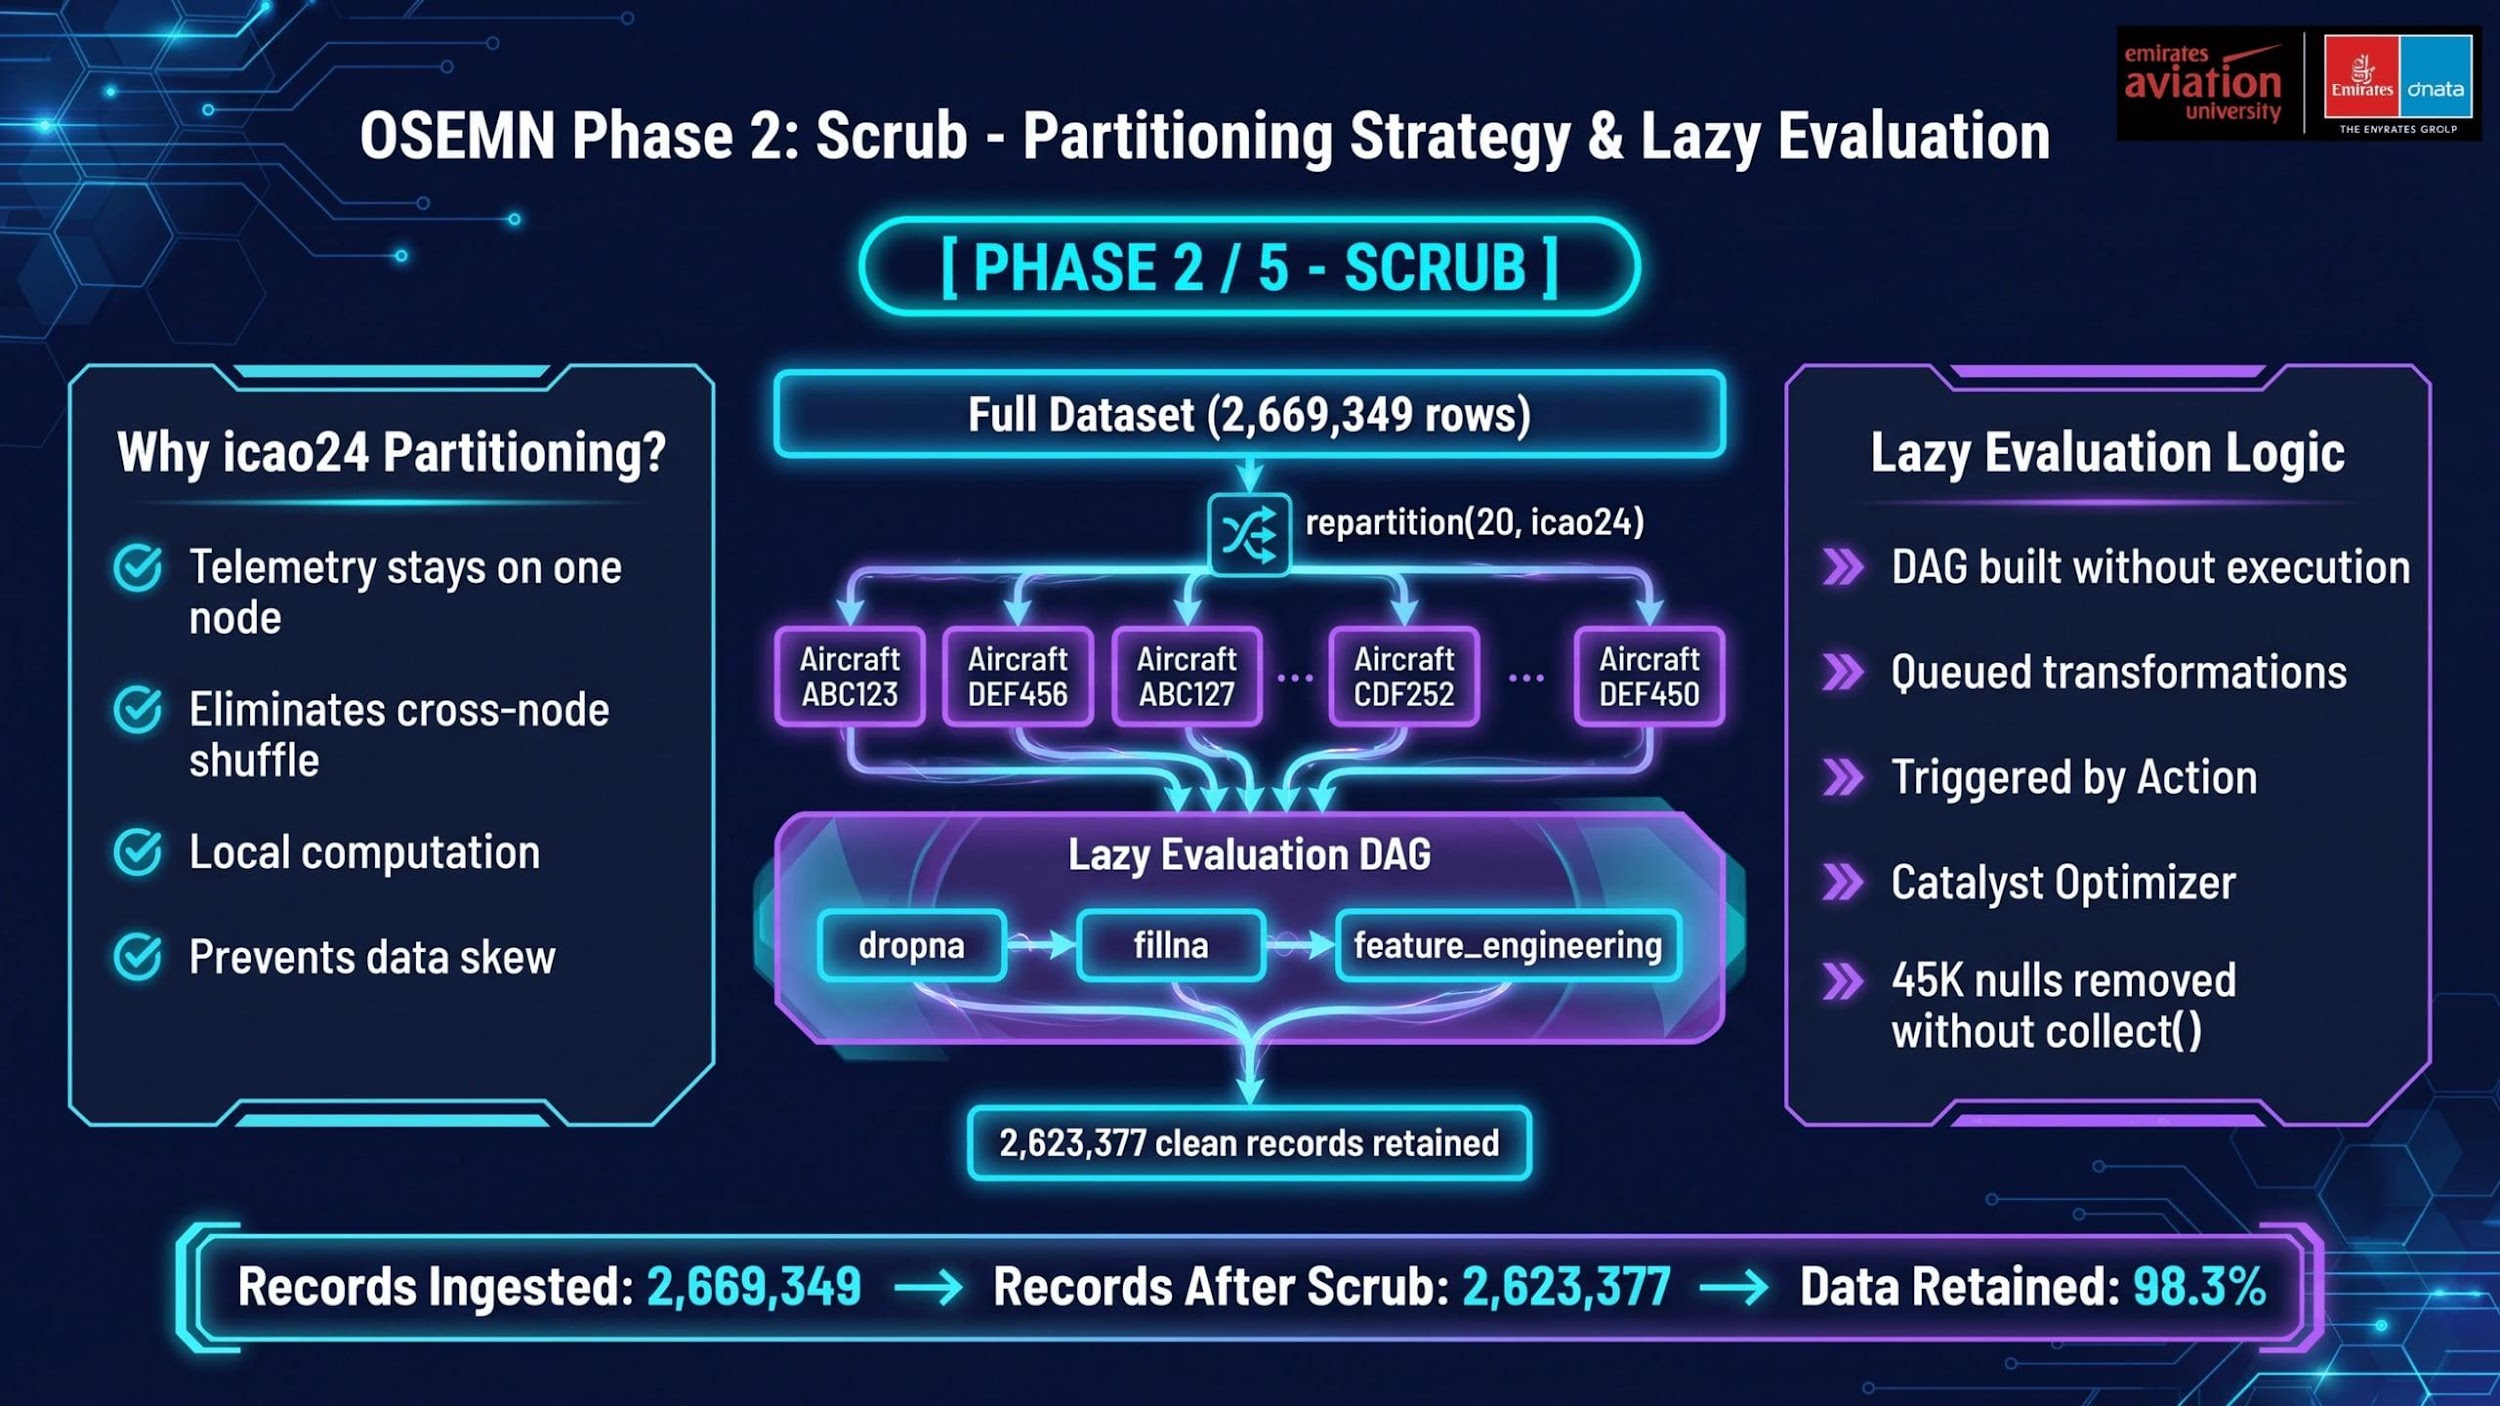 emirates
aviation
university
Emirates
dnata
THE ENYRATES GROLP
OSEMN Phase 2: Scrub - Partitioning Strategy & Lazy Evaluation
[ PHASE 2 / 5 - SCRUB ]
Why icao24 Partitioning?
Telemetry stays on one
node
Eliminates cross-node
shuffle
Local computation
Prevents data skew
Full Dataset (2,669,349 rows)
repartition(20, icao24)
Aircraft
ABC123
Aircraft
DEF456
Aircraft
ABC127
...
Aircraft
CDF252
...
Aircraft
DEF450
Lazy Evaluation DAG
dropna
fillna
feature_engineering
2,623,377 clean records retained
Lazy Evaluation Logic
DAG built without execution
Queued transformations
Triggered by Action
Catalyst Optimizer
45K nulls removed
without collect()
Records Ingested: 2,669,349 → Records After Scrub: 2,623,377 → Data Retained: 98.3%